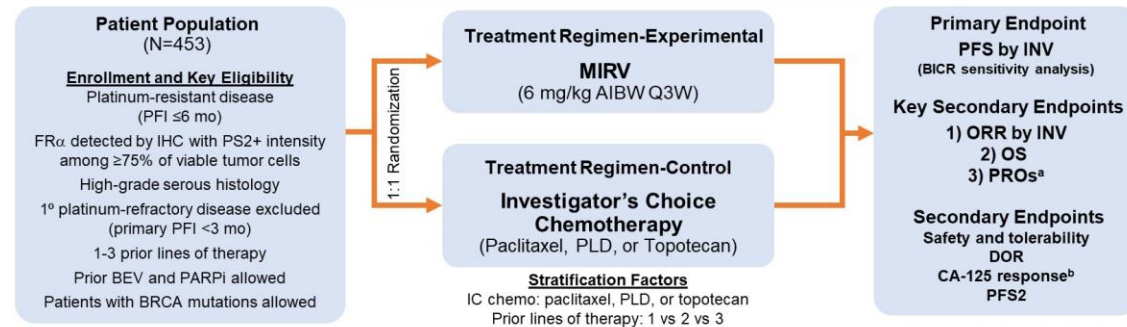 Patient Population
(N=453)
Enrollment and Key Eligibility
Platinum-resistant disease
(PFI ≤6 mo)
FRα detected by IHC with PS2+ intensity
among ≥75% of viable tumor cells
High-grade serous histology
1º platinum-refractory disease excluded
(primary PFI <3 mo)
1-3 prior lines of therapy
Prior BEV and PARPi allowed
Patients with BRCA mutations allowed
1:1 Randomization
Treatment Regimen-Experimental
MIRV
(6 mg/kg AIBW Q3W)
Treatment Regimen-Control
Investigator's Choice
Chemotherapy
(Paclitaxel, PLD, or Topotecan)
Stratification Factors
IC chemo: paclitaxel, PLD, or topotecan
Prior lines of therapy: 1 vs 2 vs 3
Primary Endpoint
PFS by INV
(BICR sensitivity analysis)
Key Secondary Endpoints
1) ORR by INV
2) OS
3) PROsᵃ
Secondary Endpoints
Safety and tolerability
DOR
CA-125 responseᵇ
PFS2